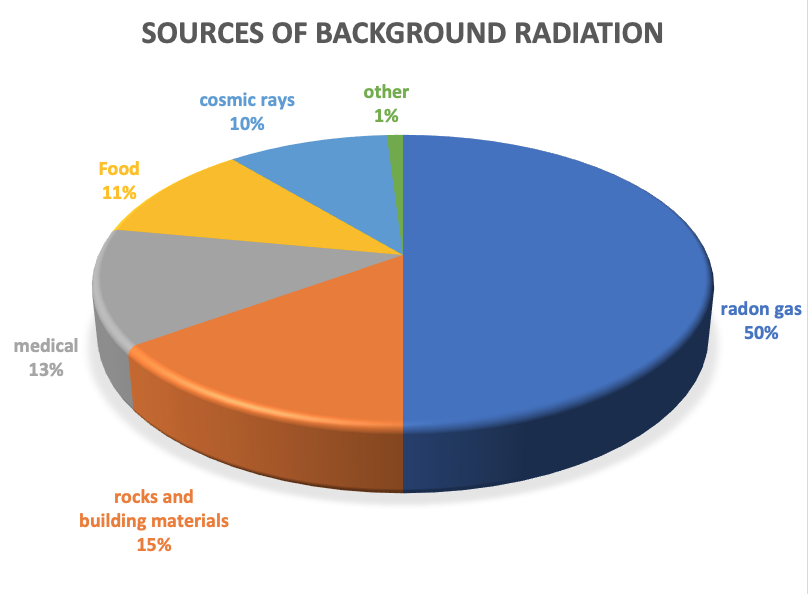 SOURCES OF BACKGROUND RADIATION
other
1%
cosmic rays
10%
Food
11%
radon gas
50%
medical
13%
rocks and
building materials
15%